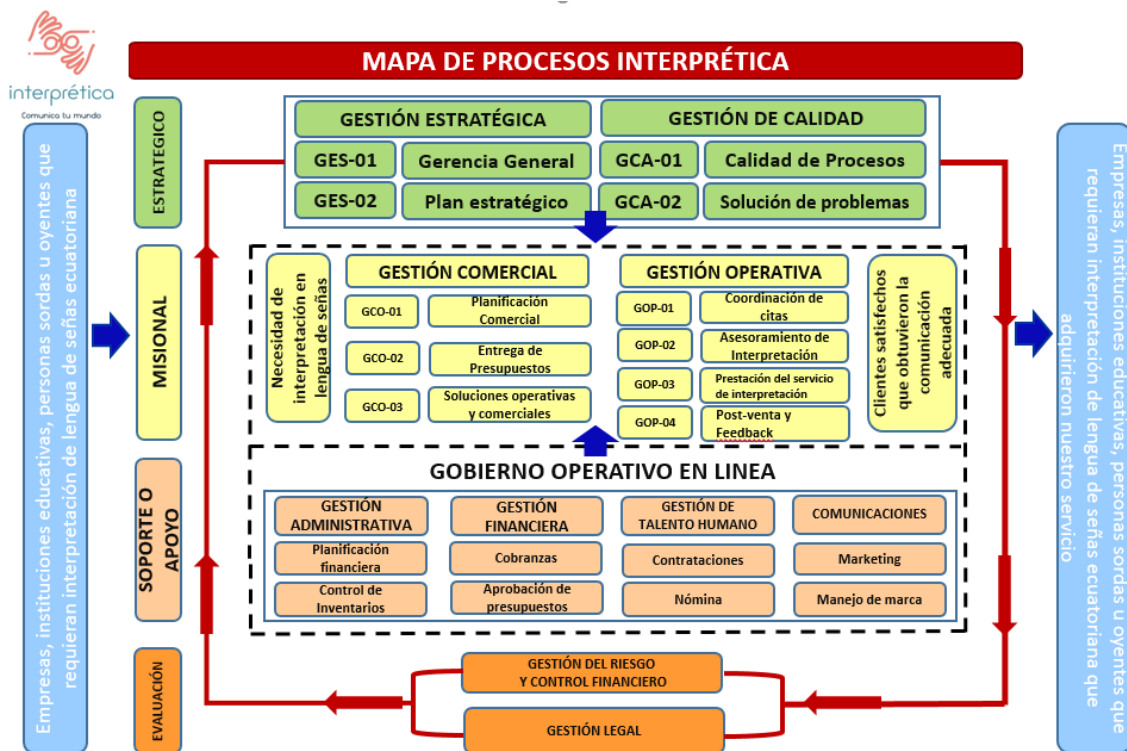 interprética
Comunica tu mundo
MAPA DE PROCESOS INTERPRÉTICA
Empresas, instituciones educativas, personas sordas u oyentes que
requieran interpretación de lengua de señas ecuatoriana
ESTRATEGICO
GESTIÓN ESTRATÉGICA
GESTIÓN DE CALIDAD
GES-01
Gerencia General
GCA-01
Calidad de Procesos
GES-02
Plan estratégico
GCA-02
Solución de problemas
MISIONAL
Necesidad de
interpretación en
lengua de señas
GESTIÓN COMERCIAL
GCO-01
Planificación
Comercial
GCO-02
Entrega de
Presupuestos
GCO-03
Soluciones operativas
y comerciales
GESTIÓN OPERATIVA
GOP-01
Coordinación de
citas
GOP-02
Asesoramiento de
Interpretación
GOP-03
Prestación del servicio
de interpretación
GOP-04
Post-venta y
Feedback
Clientes satisfechos
que obtuvieron la
comunicación
adecuada
SOPORTE O
APOYO
GOBIERNO OPERATIVO EN LINEA
GESTIÓN
ADMINISTRATIVA
GESTIÓN
FINANCIERA
GESTIÓN DE
TALENTO HUMANO
COMUNICACIONES
Planificación
financiera
Cobranzas
Contrataciones
Marketing
Control de
Inventarios
Aprobación de
presupuestos
Nómina
Manejo de marca
EVALUACIÓN
GESTIÓN DEL RIESGO
Y CONTROL FINANCIERO
GESTIÓN LEGAL
Empresas, instituciones educativas, personas sordas u oyentes que
requieran interpretación de lengua de señas ecuatoriana que
adquirieron nuestro servicio